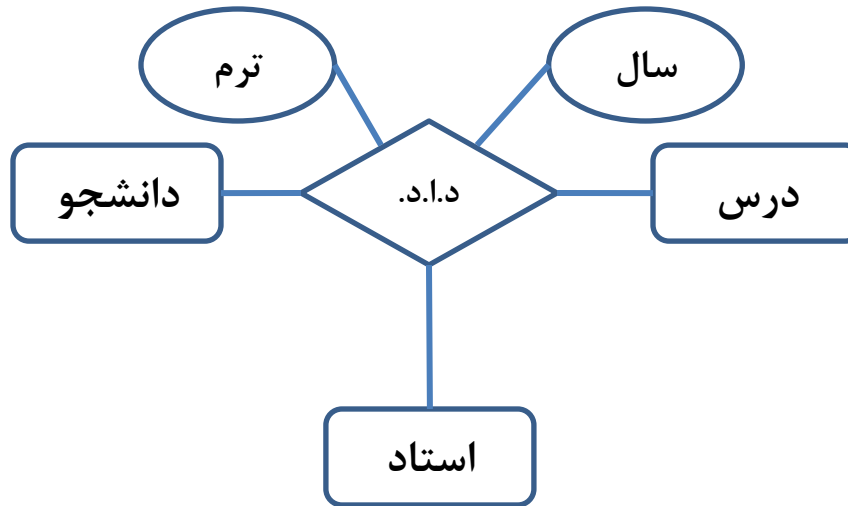 سال
ترم
درس
د.ا.د.
دانشجو
استاد